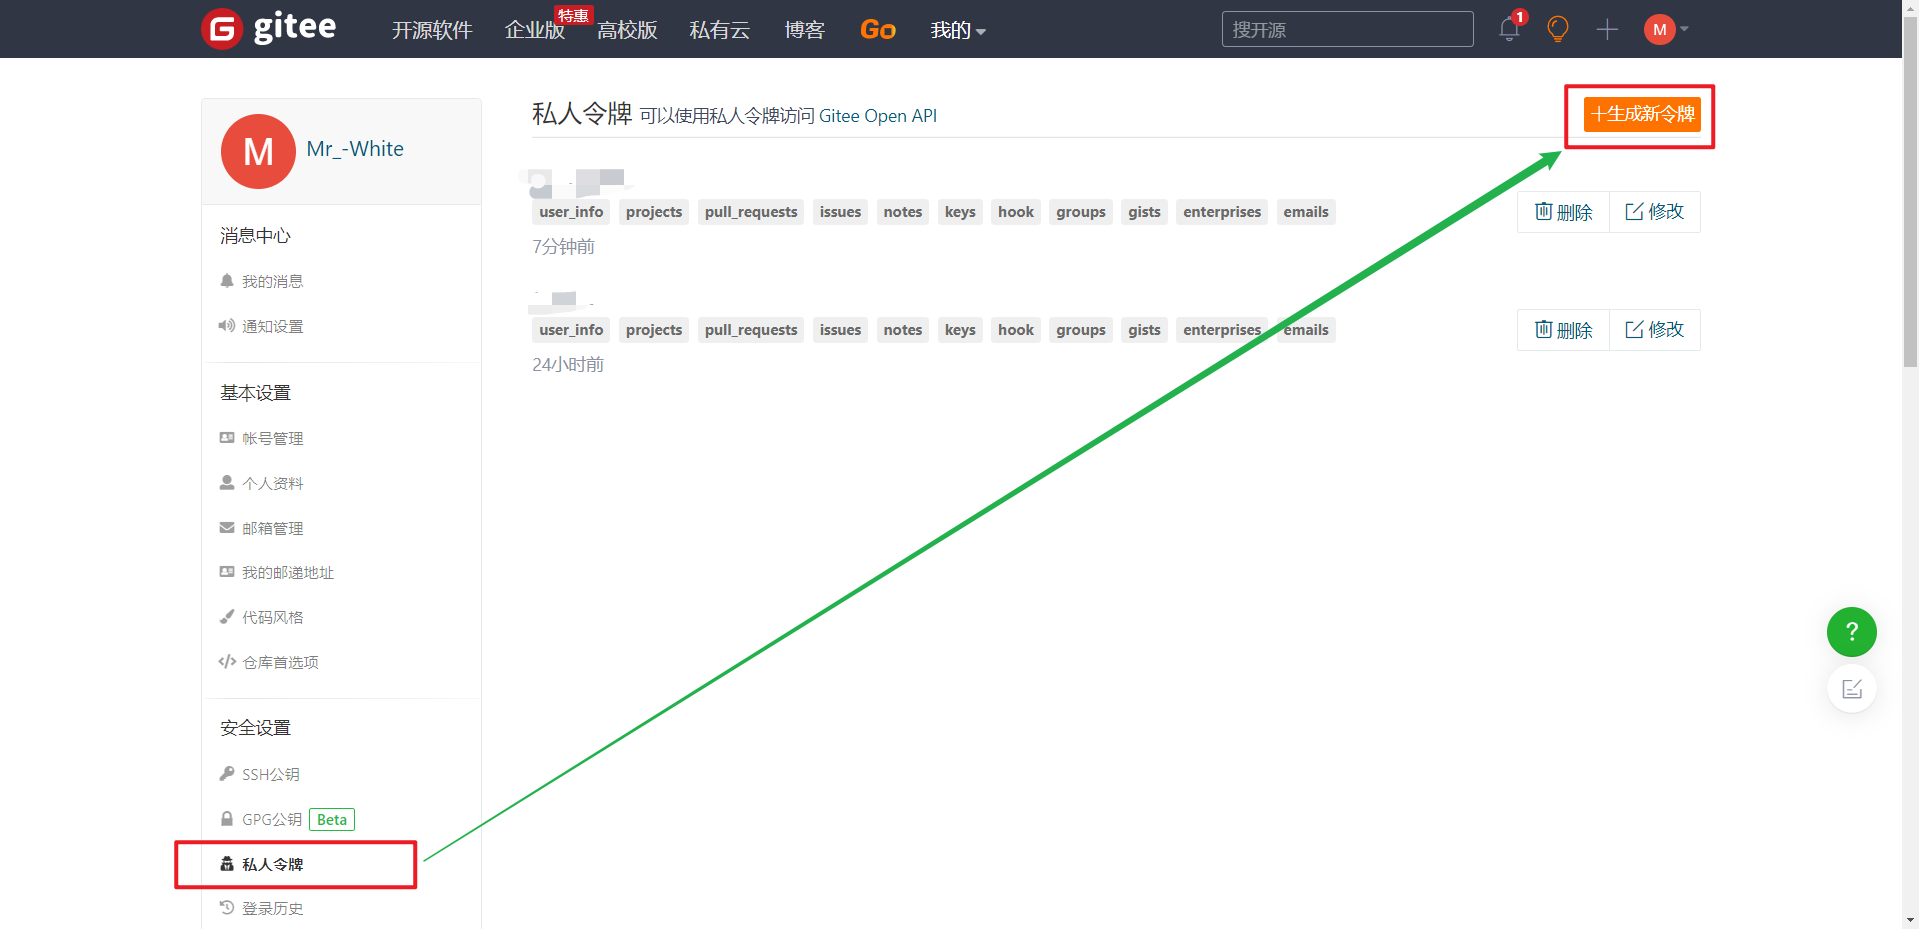 gitee 开源软件 企业版 特惠 高校版 私有云 博客 Go 我的 搜开源 1 M
M Mr_-White
消息中心
我的消息
通知设置
基本设置
帐号管理
个人资料
邮箱管理
我的邮递地址
代码风格
仓库首选项
安全设置
SSH公钥
GPG公钥 Beta
私人令牌
登录历史
私人令牌 可以使用私人令牌访问 Gitee Open API
+生成新令牌
user_info projects pull_requests issues notes keys hook groups gists enterprises emails
删除 修改
7分钟前
user_info projects pull_requests issues notes keys hook groups gists enterprises emails
删除 修改
24小时前
?